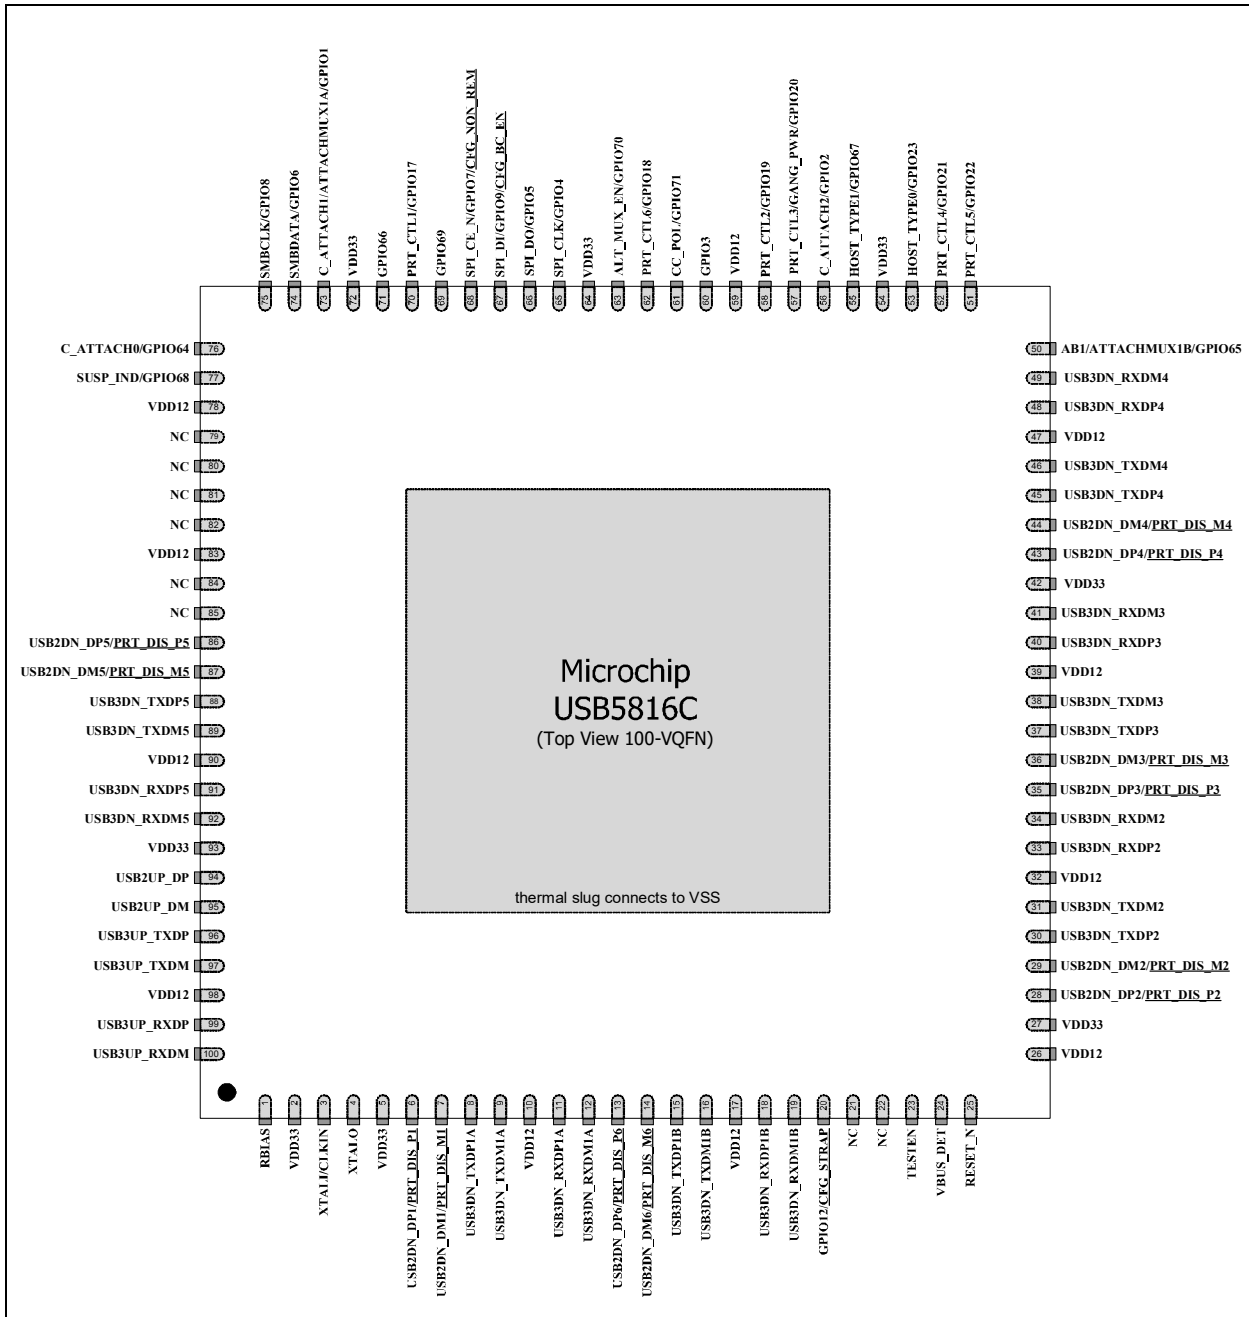 SMBCLK/GPIO8
SMBDATA/GPIO6
C_ATTACH1/ATTACHMUX1A/GPIO1
VDD33
GPIO66
PRT_CTL1/GPIO17
GPIO69
SPI_CE_N/GPIO7/CFG_NON_REM
SPI_DI/GPIO9/CFG_BC_EN
SPI_DO/GPIO5
SPI_CLK/GPIO4
VDD33
ALT_MUX_EN/GPIO70
PRT_CTL6/GPIO18
CC_POL/GPIO71
GPIO3
VDD12
PRT_CTL2/GPIO19
PRT_CTL3/GANG_PWR/GPIO20
C_ATTACH2/GPIO2
HOST_TYPE1/GPIO67
VDD33
HOST_TYPE0/GPIO23
PRT_CTL4/GPIO21
PRT_CTL5/GPIO22
75
74
73
72
71
70
69
68
67
66
65
64
63
62
61
60
59
58
57
56
55
54
53
52
51
C_ATTACH0/GPIO64 76
SUSP_IND/GPIO68 77
VDD12 78
NC 79
NC 80
NC 81
NC 82
VDD12 83
NC 84
NC 85
USB2DN_DP5/PRT_DIS_P5 86
USB2DN_DM5/PRT_DIS_M5 87
USB3DN_TXDP5 88
USB3DN_TXDM5 89
VDD12 90
USB3DN_RXDP5 91
USB3DN_RXDM5 92
VDD33 93
USB2UP_DP 94
USB2UP_DM 95
USB3UP_TXDP 96
USB3UP_TXDM 97
VDD12 98
USB3UP_RXDP 99
USB3UP_RXDM 100
Microchip
USB5816C
(Top View 100-VQFN)
thermal slug connects to VSS
50 AB1/ATTACHMUX1B/GPIO65
49 USB3DN_RXDM4
48 USB3DN_RXDP4
47 VDD12
46 USB3DN_TXDM4
45 USB3DN_TXDP4
44 USB2DN_DM4/PRT_DIS_M4
43 USB2DN_DP4/PRT_DIS_P4
42 VDD33
41 USB3DN_RXDM3
40 USB3DN_RXDP3
39 VDD12
38 USB3DN_TXDM3
37 USB3DN_TXDP3
36 USB2DN_DM3/PRT_DIS_M3
35 USB2DN_DP3/PRT_DIS_P3
34 USB3DN_RXDM2
33 USB3DN_RXDP2
32 VDD12
31 USB3DN_TXDM2
30 USB3DN_TXDP2
29 USB2DN_DM2/PRT_DIS_M2
28 USB2DN_DP2/PRT_DIS_P2
27 VDD33
26 VDD12
1
2
3
4
5
6
7
8
9
10
11
12
13
14
15
16
17
18
19
20
21
22
23
24
25
RBIAS
VDD33
XTALI/CLKIN
XTALO
VDD33
USB2DN_DP1/PRT_DIS_P1
USB2DN_DM1/PRT_DIS_M1
USB3DN_TXDP1A
USB3DN_TXDM1A
VDD12
USB3DN_RXDP1A
USB3DN_RXDM1A
USB2DN_DP6/PRT_DIS_P6
USB2DN_DM6/PRT_DIS_M6
USB3DN_TXDP1B
USB3DN_TXDM1B
VDD12
USB3DN_RXDP1B
USB3DN_RXDM1B
GPIO12/CFG_STRAP
NC
NC
TESTEN
VBUS_DET
RESET_N